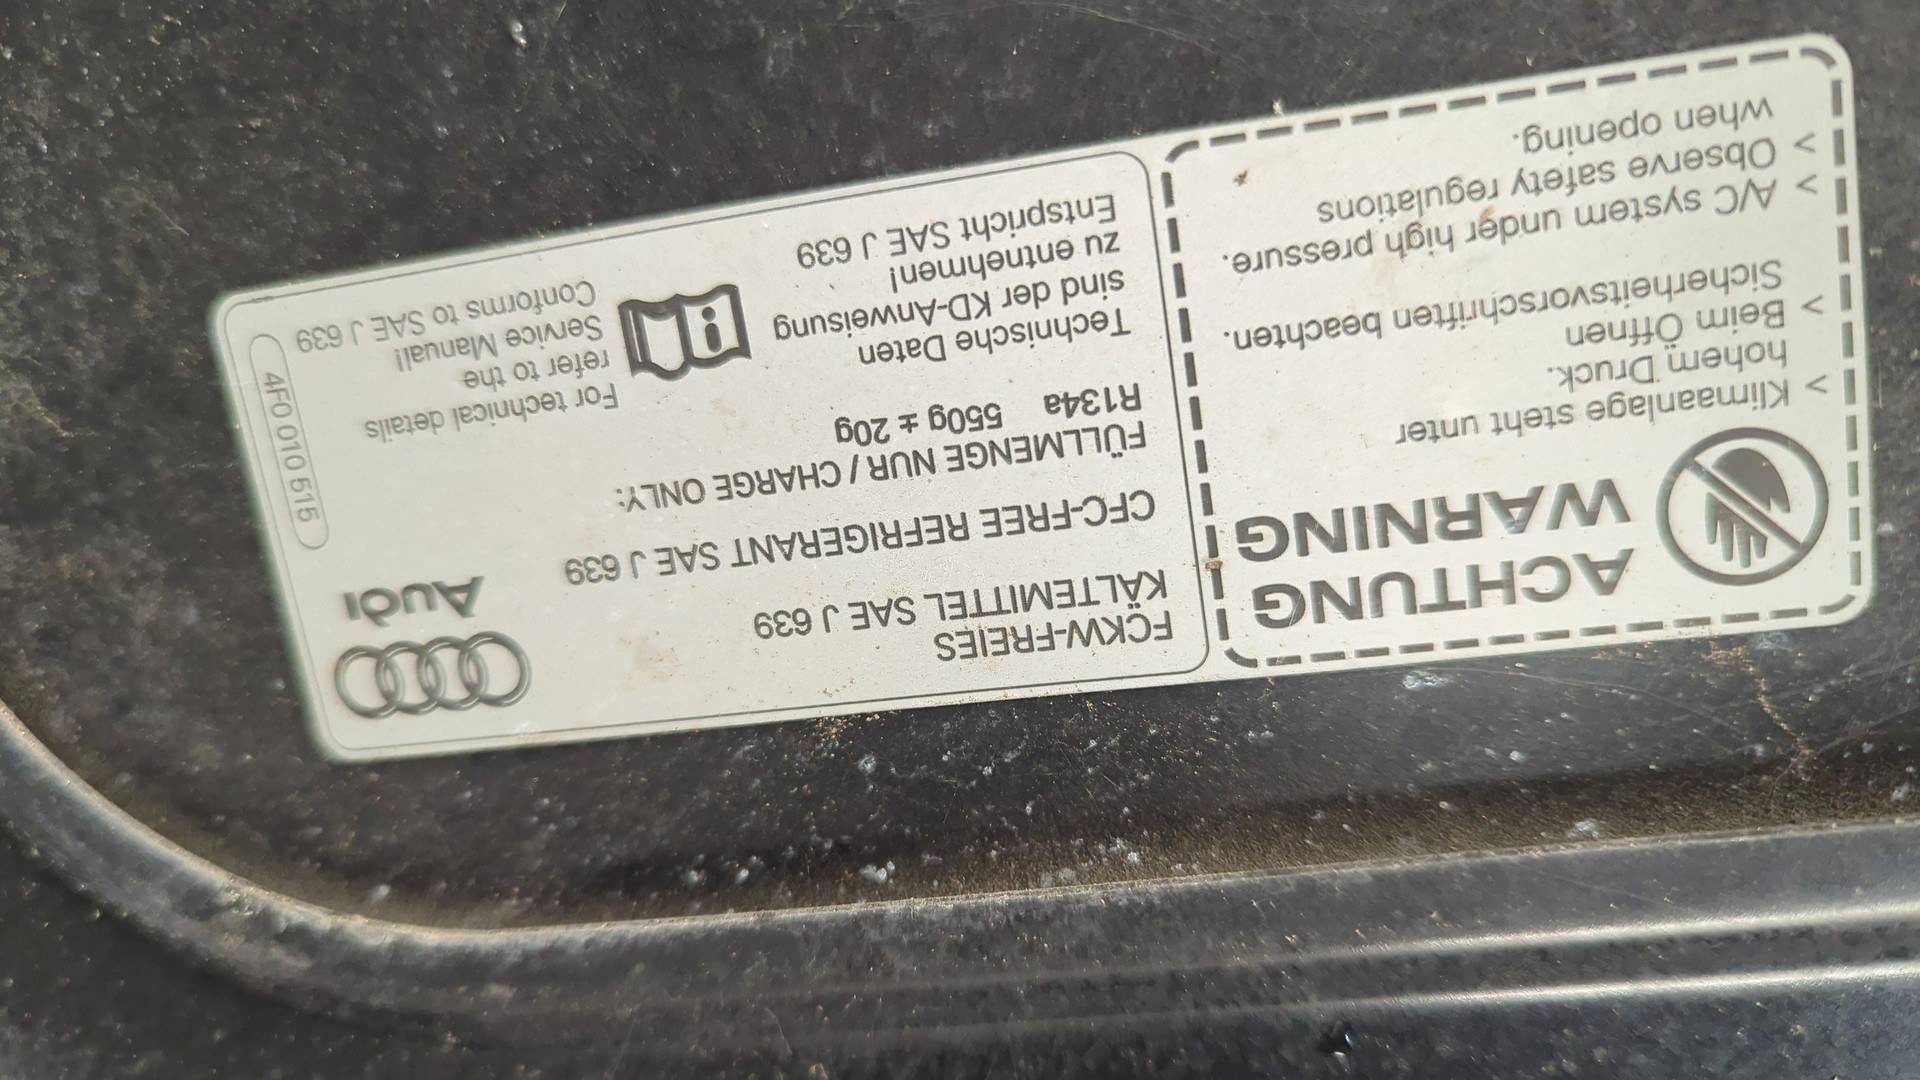 ACHTUNG
WARNING
> Klimaanlage steht unter
hohem Druck.
> Beim Öffnen
Sicherheitsvorschriften beachten.
> A/C system under high pressure.
> Observe safety regulations
when opening.
FCKW-FREIES
KÄLTEMITTEL SAE J 639
CFC-FREE REFRIGERANT SAE J 639
FÜLLMENGE NUR / CHARGE ONLY:
R134a 550g ± 20g
Technische Daten
sind der KD-Anweisung
zu entnehmen!
Entspricht SAE J 639
i
For technical details
refer to the
Service Manual!
Conforms to SAE J 639
Audi
4F0 010 515